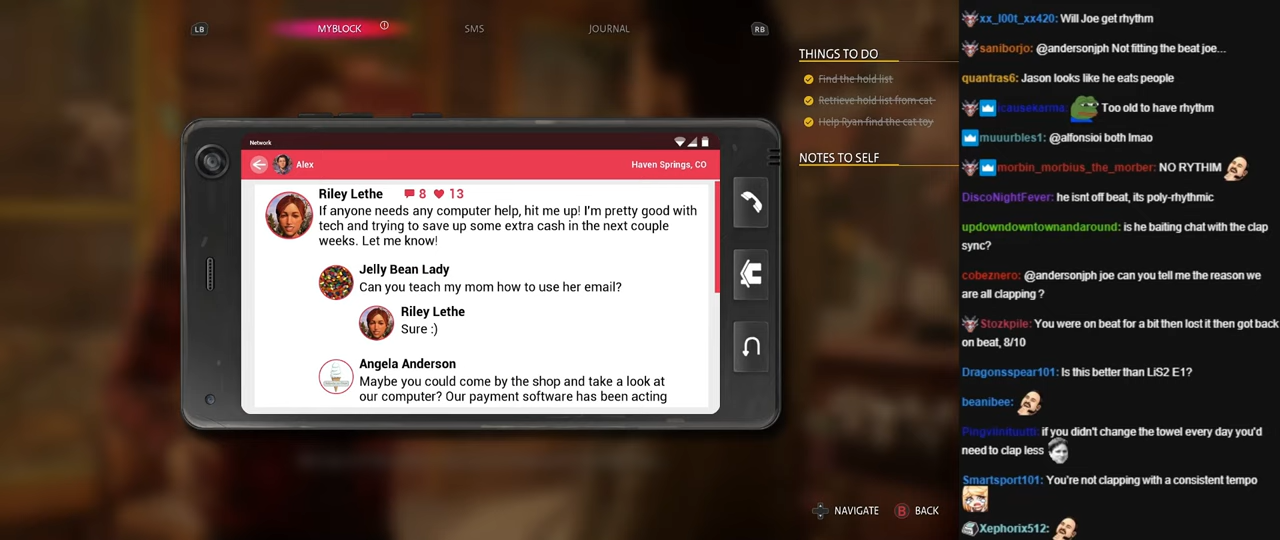 LB
MYBLOCK
SMS
JOURNAL
RB
THINGS TO DO
Find the hold list
Retrieve hold list from cat
Help Ryan find the cat toy
NOTES TO SELF
Network
Alex
Haven Springs, CO
Riley Lethe 8 13
If anyone needs any computer help, hit me up! I'm pretty good with
tech and trying to save up some extra cash in the next couple
weeks. Let me know!
Jelly Bean Lady
Can you teach my mom how to use her email?
Riley Lethe
Sure :)
Angela Anderson
Maybe you could come by the shop and take a look at
our computer? Our payment software has been acting
NAVIGATE
B BACK
xx_l00t_xx420: Will Joe get rhythm
saniborjo: @andersonjph Not fitting the beat joe...
quantras6: Jason looks like he eats people
icausekarma: Too old to have rhythm
muuurbles1: @alfonsioi both lmao
morbin_morbius_the_morber: NO RYTHIM
DiscoNightFever: he isnt off beat, its poly-rhythmic
updowndowntownandaround: is he baiting chat with the clap
sync?
cobeznero: @andersonjph joe can you tell me the reason we
are all clapping ?
Stozkpile: You were on beat for a bit then lost it then got back
on beat, 8/10
Dragonsspear101: Is this better than LiS2 E1?
beanibee:
if you didn't change the towel every day you'd
need to clap less
Smartsport101: You're not clapping with a consistent tempo
Xephorix512: